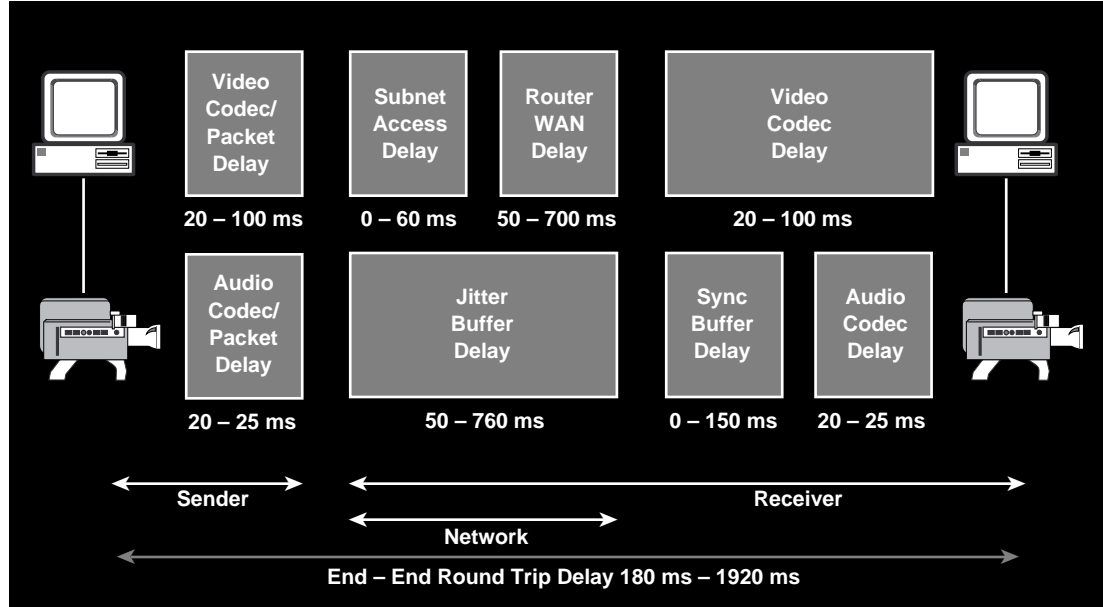 Video
Codec/
Packet
Delay
Subnet
Access
Delay
Router
WAN
Delay
Video
Codec
Delay
20 – 100 ms
0 – 60 ms
50 – 700 ms
20 – 100 ms
Audio
Codec/
Packet
Delay
Jitter
Buffer
Delay
Sync
Buffer
Delay
Audio
Codec
Delay
20 – 25 ms
50 – 760 ms
0 – 150 ms
20 – 25 ms
Sender
Receiver
Network
End – End Round Trip Delay 180 ms – 1920 ms